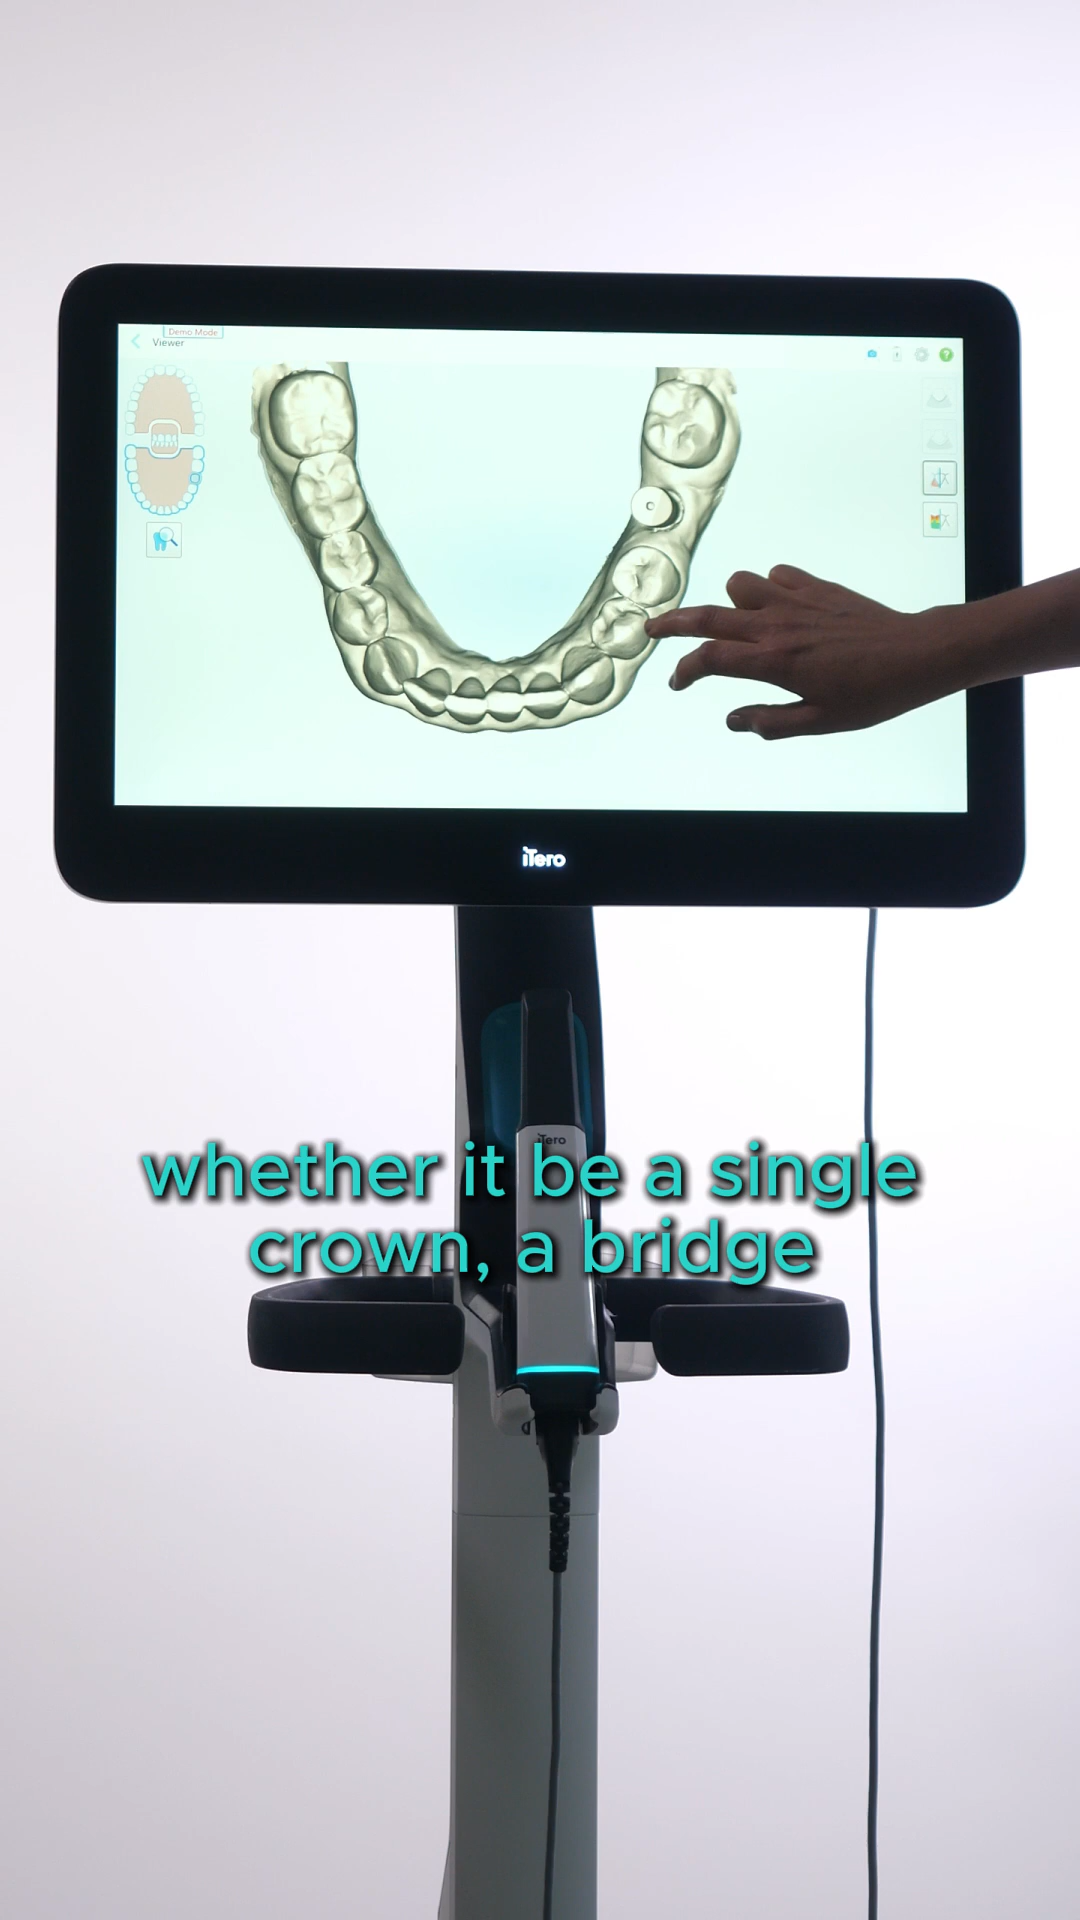 Demo Mode
Viewer
?
iTero
iTero
whether it be a single
crown, a bridge